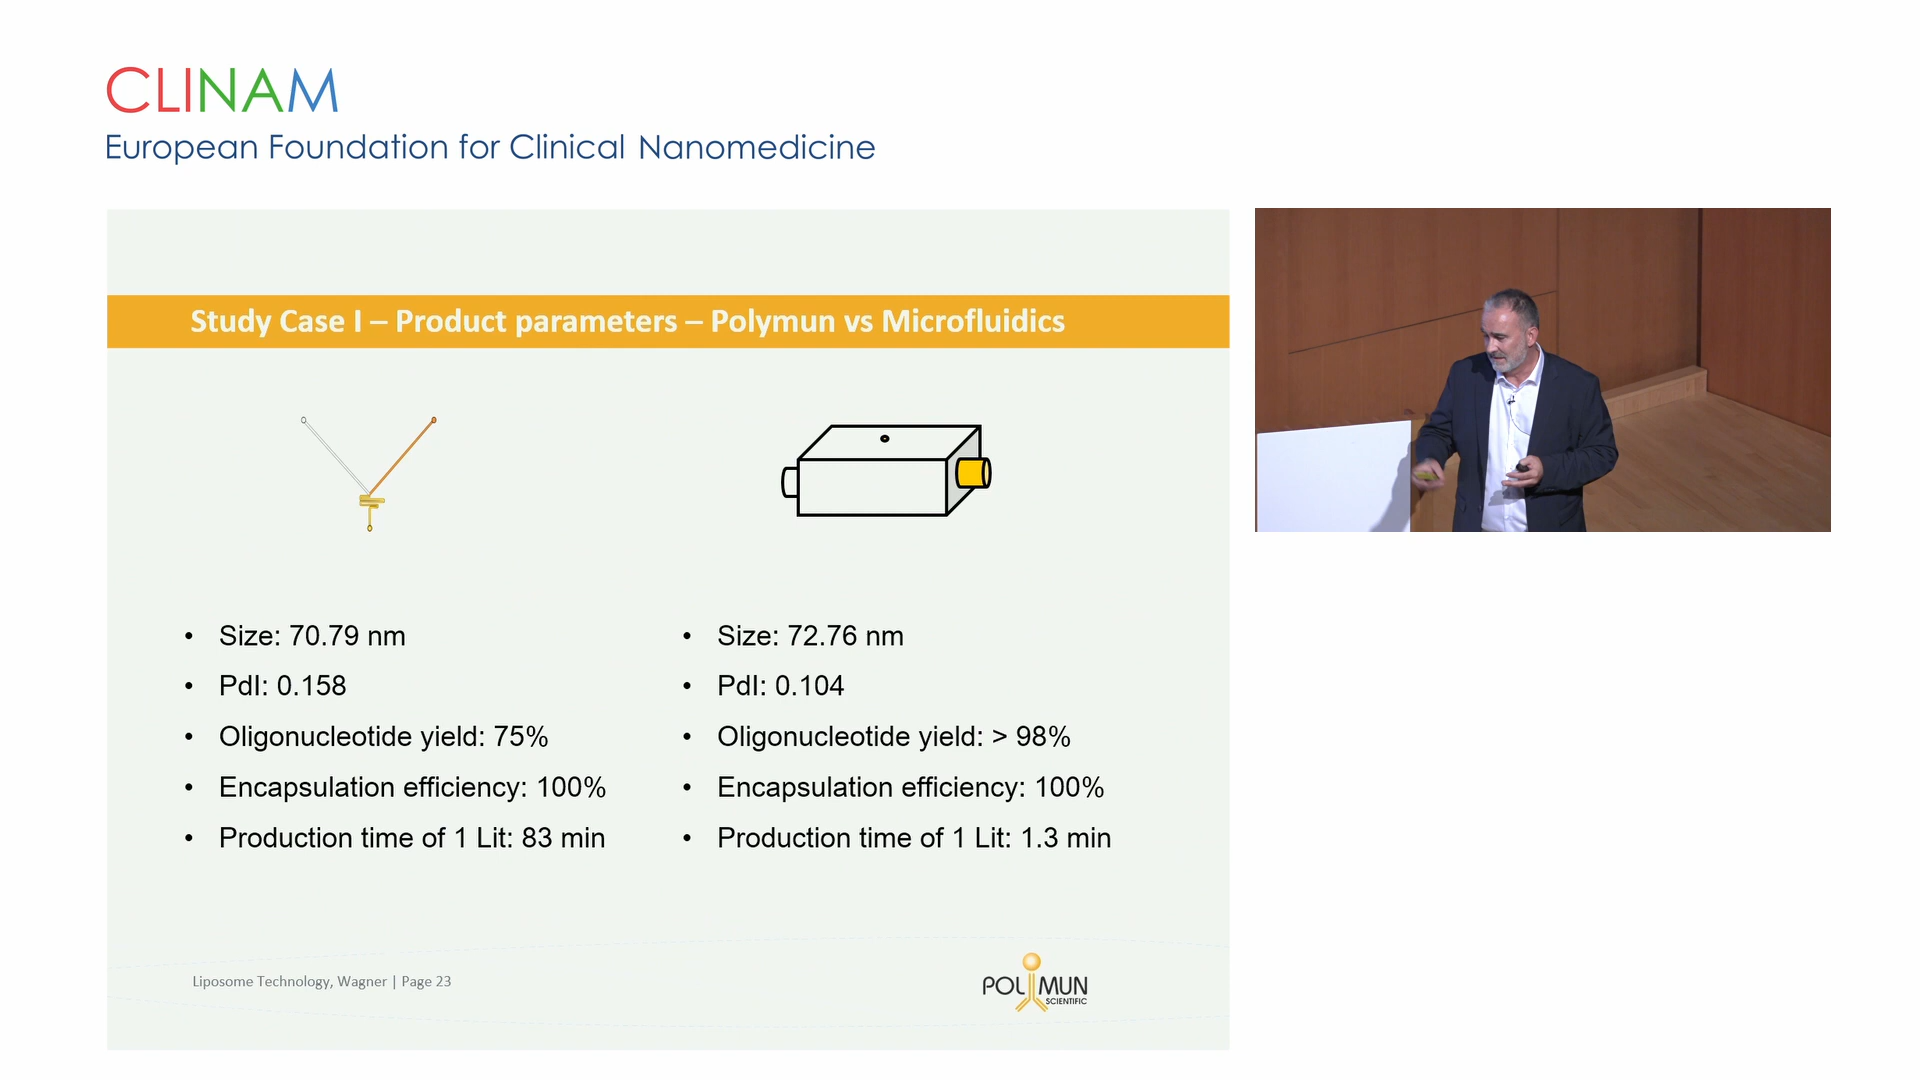 CLINAM
European Foundation for Clinical Nanomedicine
Study Case I – Product parameters – Polymun vs Microfluidics
• Size: 70.79 nm
• PdI: 0.158
• Oligonucleotide yield: 75%
• Encapsulation efficiency: 100%
• Production time of 1 Lit: 83 min
• Size: 72.76 nm
• PdI: 0.104
• Oligonucleotide yield: > 98%
• Encapsulation efficiency: 100%
• Production time of 1 Lit: 1.3 min
Liposome Technology, Wagner | Page 23
POLYMUN
SCIENTIFIC